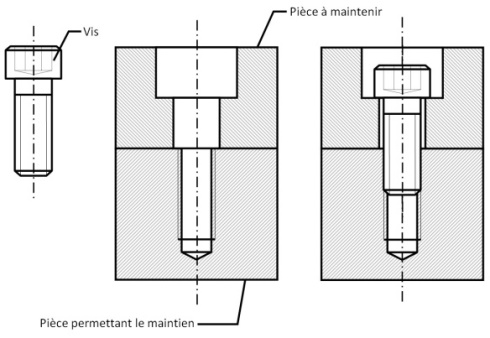 Pièce à maintenir
Vis
Pièce permettant le maintien